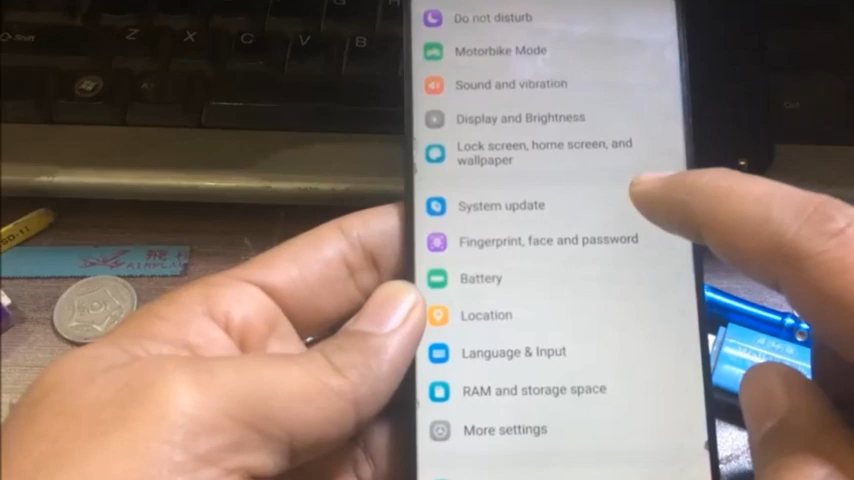 Shift
Z X C V B
Do not disturb
Motorbike Mode
Sound and vibration
Display and Brightness
Lock screen, home screen, and
wallpaper
System update
Fingerprint, face and password
Battery
Location
Language & Input
RAM and storage space
More settings